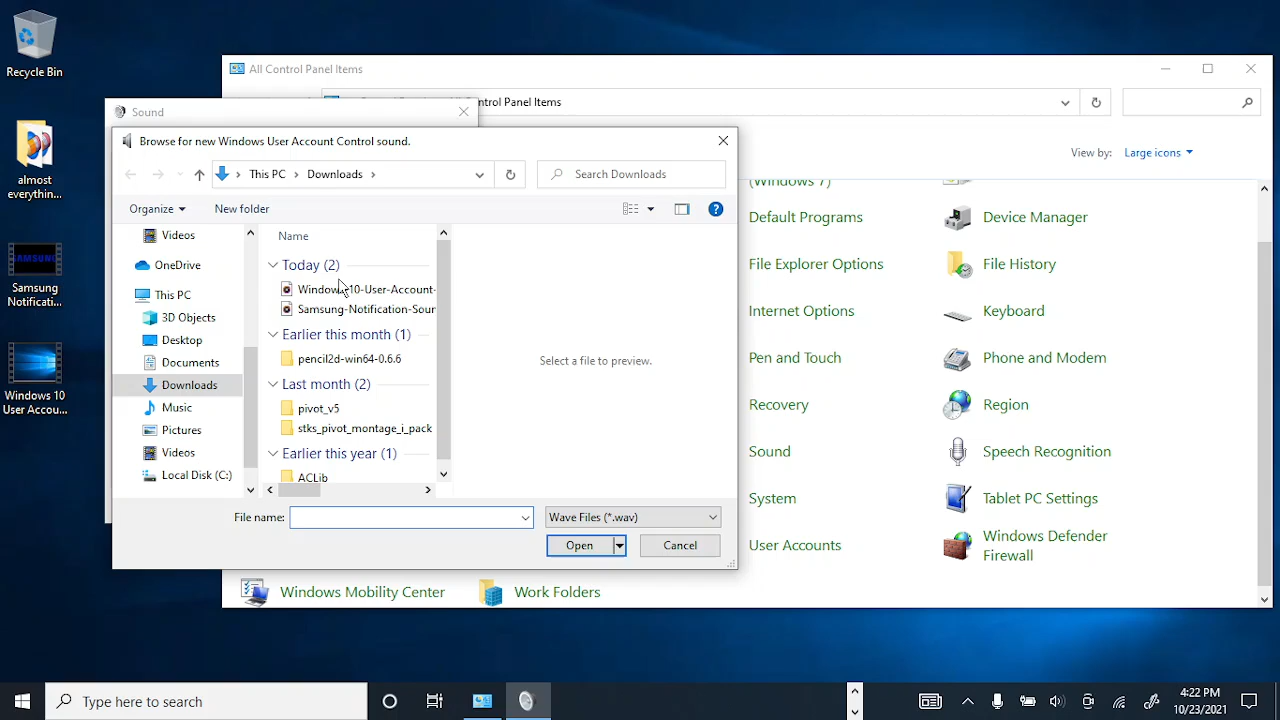 Recycle Bin
almost
everythin...
SAMSUNG
Samsung
Notificati...
Windows 10
User Accou...
All Control Panel Items
ntrol Panel Items
View by:
Large icons
(Windows 7)
Default Programs
Device Manager
File Explorer Options
File History
Internet Options
Keyboard
Pen and Touch
Phone and Modem
Recovery
Region
Sound
Speech Recognition
System
Tablet PC Settings
User Accounts
Windows Defender
Firewall
Windows Mobility Center
Work Folders
Sound
Browse for new Windows User Account Control sound.
This PC
Downloads
Search Downloads
Organize
New folder
Videos
OneDrive
This PC
3D Objects
Desktop
Documents
Downloads
Music
Pictures
Videos
Local Disk (C:)
Name
Today (2)
Windows-10-User-Account-
Samsung-Notification-Soun
Earlier this month (1)
pencil2d-win64-0.6.6
Last month (2)
pivot_v5
stks_pivot_montage_i_pack
Earlier this year (1)
ACLib
Select a file to preview.
File name:
Wave Files (*.wav)
Open
Cancel
Type here to search
4:22 PM
10/23/2021